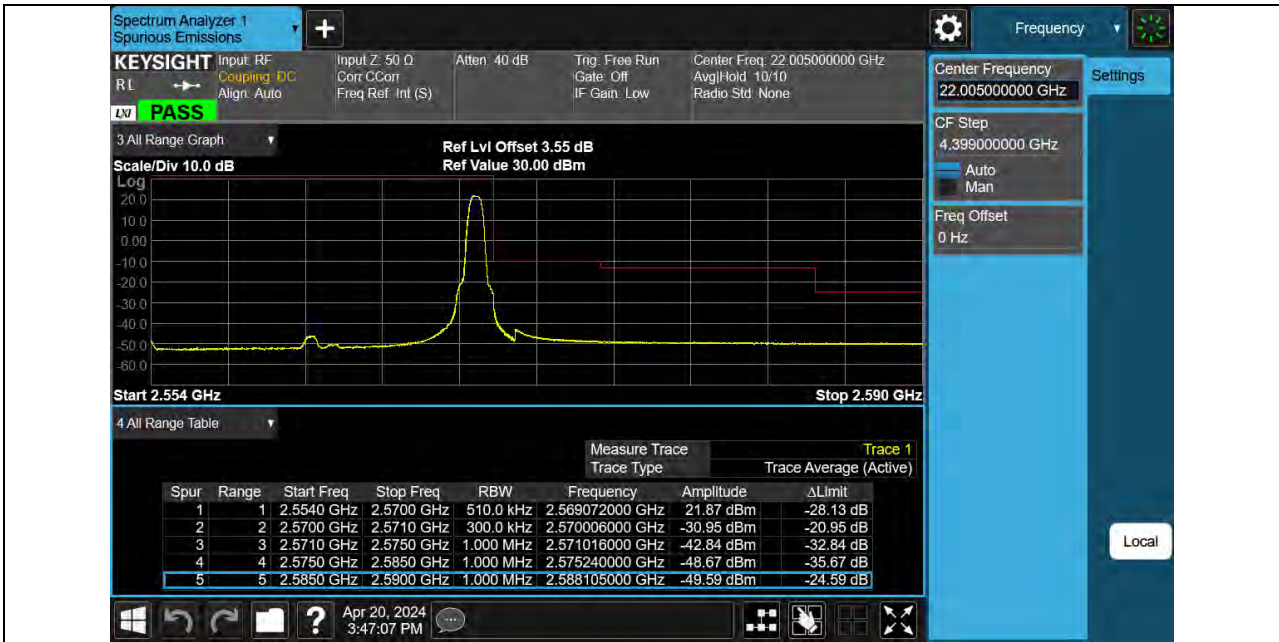 Spectrum Analyzer 1
Spurious Emissions
Frequency
KEYSIGHT Input: RF Input Z: 50 Ω Atten: 40 dB Trig: Free Run Center Freq: 22.005000000 GHz
RL Coupling: DC Corr CCorr Gate: Off Avg|Hold: 10/10
Align: Auto Freq Ref: Int (S) IF Gain: Low Radio Std: None
LXI PASS
Center Frequency
22.005000000 GHz
Settings
CF Step
4.399000000 GHz
Auto
Man
Freq Offset
0 Hz
Local
3 All Range Graph
Ref Lvl Offset 3.55 dB
Scale/Div 10.0 dB Ref Value 30.00 dBm
Log
20.0
10.0
0.00
-10.0
-20.0
-30.0
-40.0
-50.0
-60.0
Start 2.554 GHz Stop 2.590 GHz
4 All Range Table
Measure Trace Trace 1
Trace Type Trace Average (Active)
Spur Range Start Freq Stop Freq RBW Frequency Amplitude ΔLimit
1 1 2.5540 GHz 2.5700 GHz 510.0 kHz 2.569072000 GHz 21.87 dBm -28.13 dB
2 2 2.5700 GHz 2.5710 GHz 300.0 kHz 2.570006000 GHz -30.95 dBm -20.95 dB
3 3 2.5710 GHz 2.5750 GHz 1.000 MHz 2.571016000 GHz -42.84 dBm -32.84 dB
4 4 2.5750 GHz 2.5850 GHz 1.000 MHz 2.575240000 GHz -48.67 dBm -35.67 dB
5 5 2.5850 GHz 2.5900 GHz 1.000 MHz 2.588105000 GHz -49.59 dBm -24.59 dB
? Apr 20, 2024
3:47:07 PM